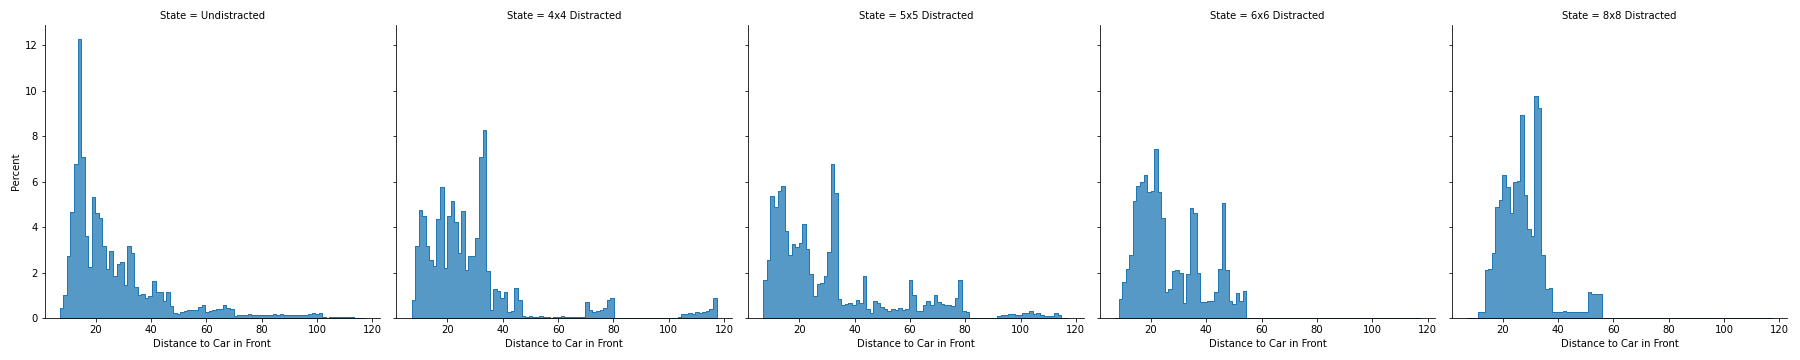 State = Undistracted
State = 4x4 Distracted
State = 5x5 Distracted
State = 6x6 Distracted
State = 8x8 Distracted
Percent
12
10
8
6
4
2
0
20 40 60 80 100 120
20 40 60 80 100 120
20 40 60 80 100 120
20 40 60 80 100 120
20 40 60 80 100 120
Distance to Car in Front
Distance to Car in Front
Distance to Car in Front
Distance to Car in Front
Distance to Car in Front